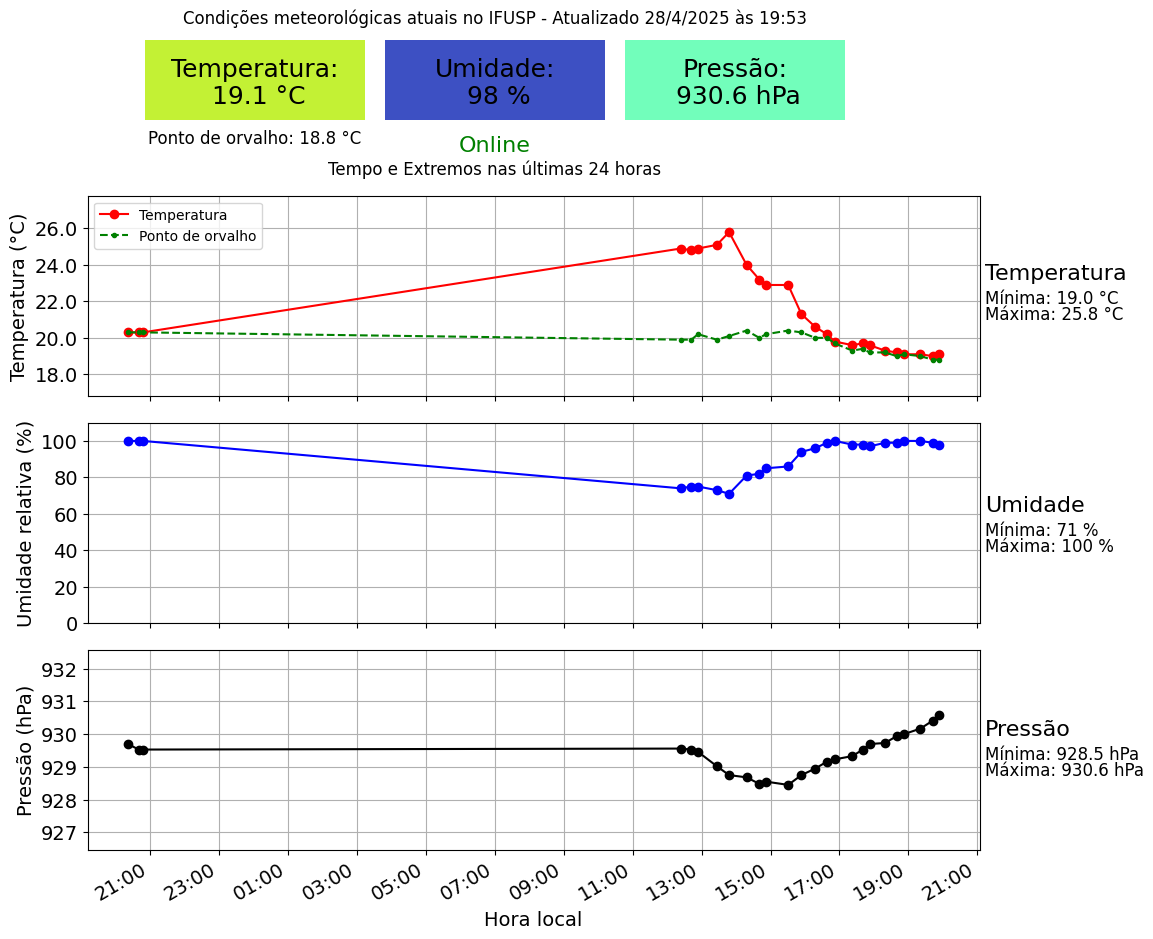 Condições meteorológicas atuais no IFUSP - Atualizado 28/4/2025 às 19:53
Temperatura:
19.1 °C
Umidade:
98 %
Pressão:
930.6 hPa
Ponto de orvalho: 18.8 °C
Online
Tempo e Extremos nas últimas 24 horas
Temperatura (°C)
26.0
24.0
22.0
20.0
18.0
Temperatura
Ponto de orvalho
Temperatura
Mínima: 19.0 °C
Máxima: 25.8 °C
Umidade relativa (%)
100
80
60
40
20
0
Umidade
Mínima: 71 %
Máxima: 100 %
Pressão (hPa)
932
931
930
929
928
927
Pressão
Mínima: 928.5 hPa
Máxima: 930.6 hPa
21:00 23:00 01:00 03:00 05:00 07:00 09:00 11:00 13:00 15:00 17:00 19:00 21:00
Hora local